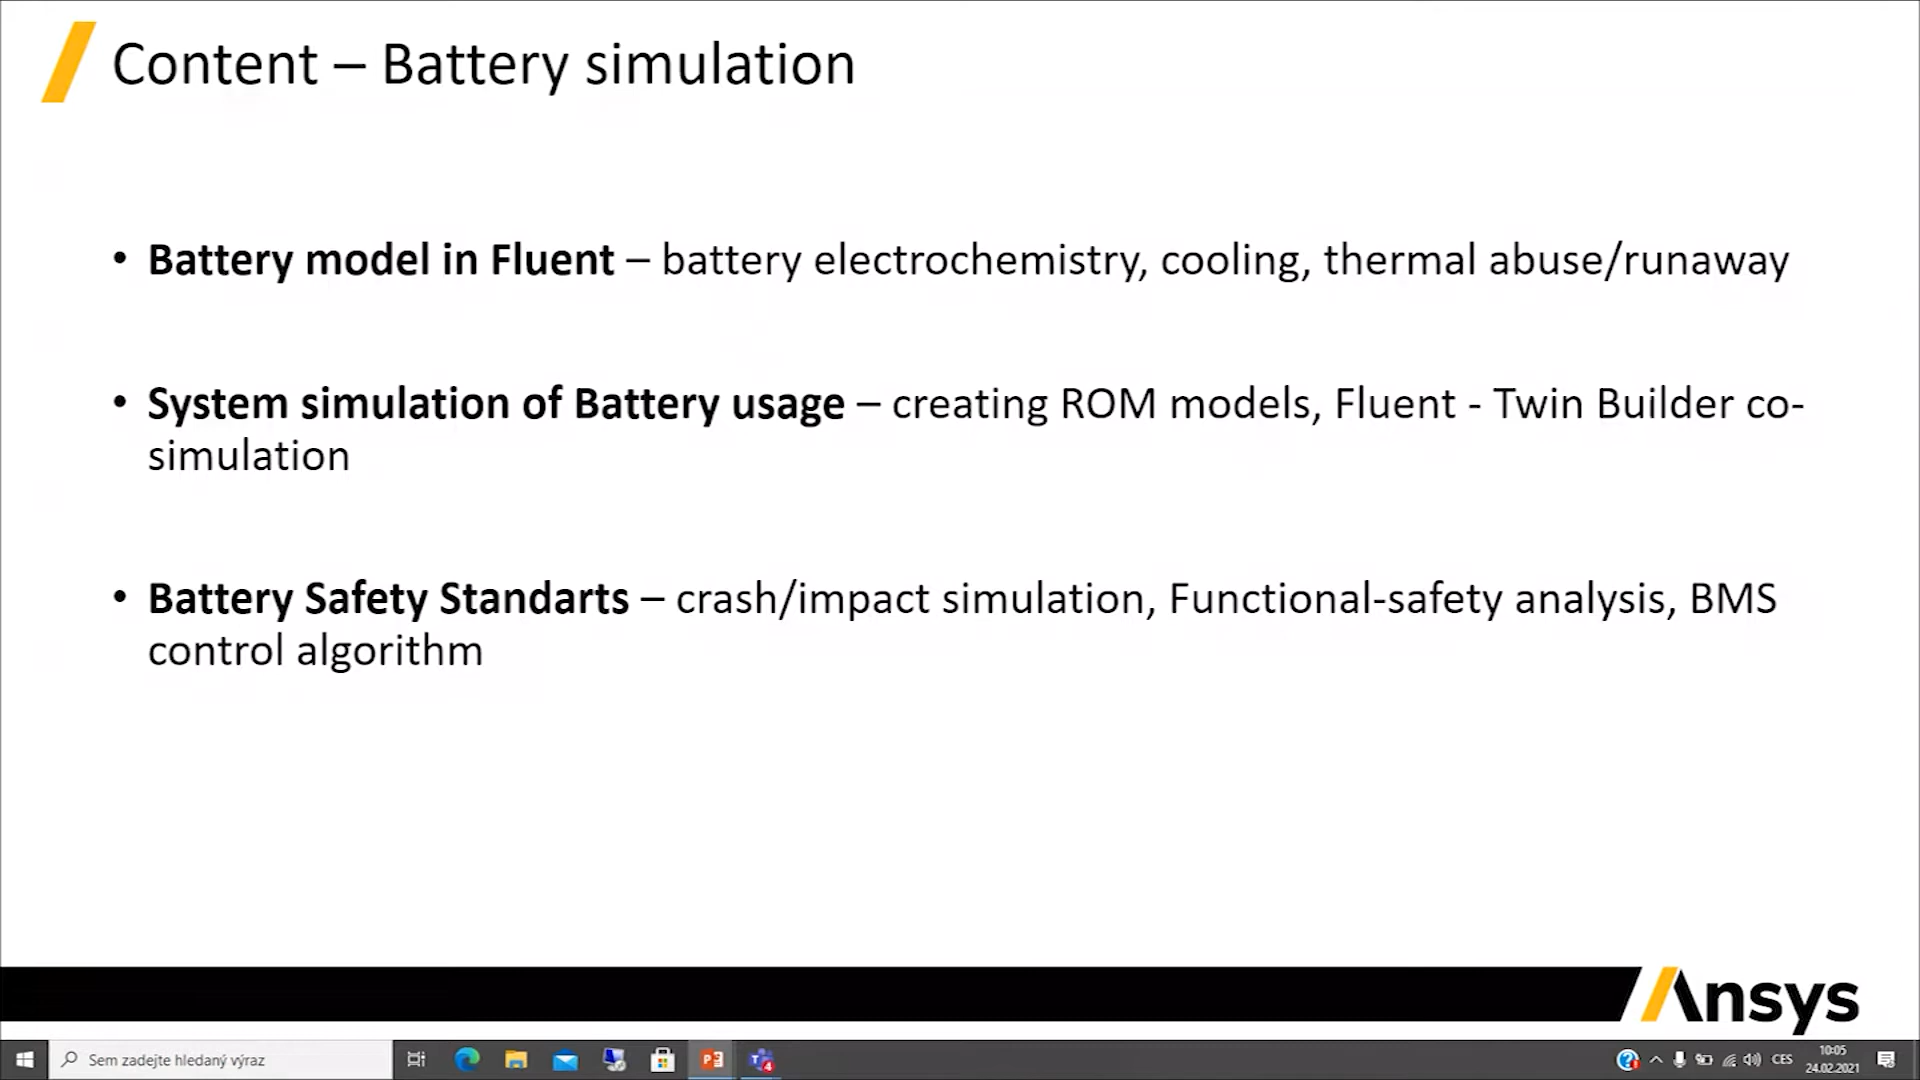 Content – Battery simulation
• Battery model in Fluent – battery electrochemistry, cooling, thermal abuse/runaway
• System simulation of Battery usage – creating ROM models, Fluent - Twin Builder co-
simulation
• Battery Safety Standarts – crash/impact simulation, Functional-safety analysis, BMS
control algorithm
Ansys
Sem zadejte hledaný výraz
4
CES
10:05
24.02.2021